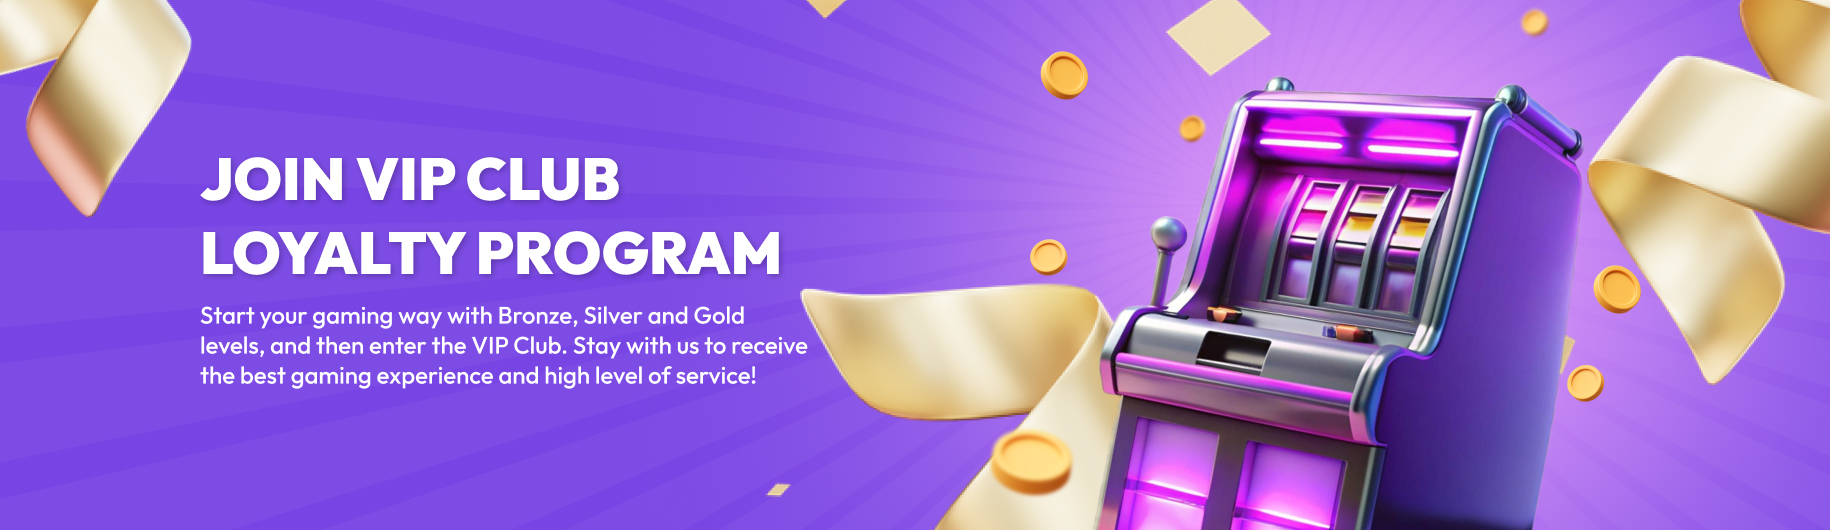 JOIN VIP CLUB
LOYALTY PROGRAM
Start your gaming way with Bronze, Silver and Gold
levels, and then enter the VIP Club. Stay with us to receive
the best gaming experience and high level of service!